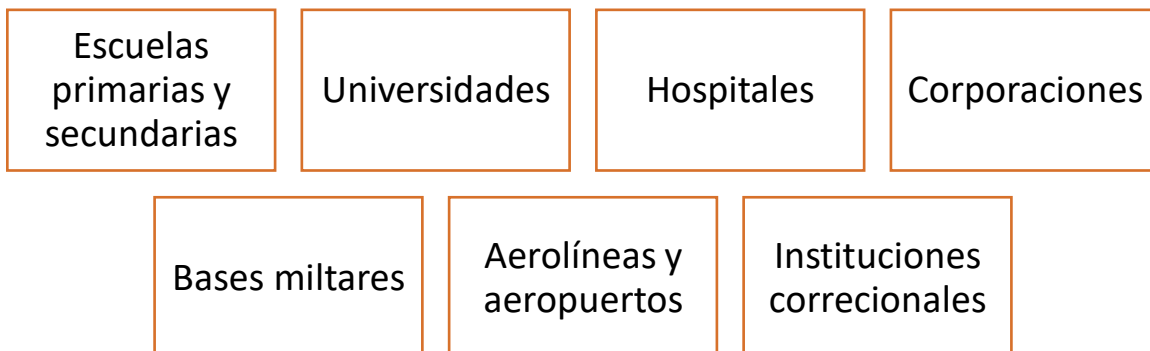 Escuelas
primarias y
secundarias
Universidades
Hospitales
Corporaciones
Bases miltares
Aerolíneas y
aeropuertos
Instituciones
correcionales